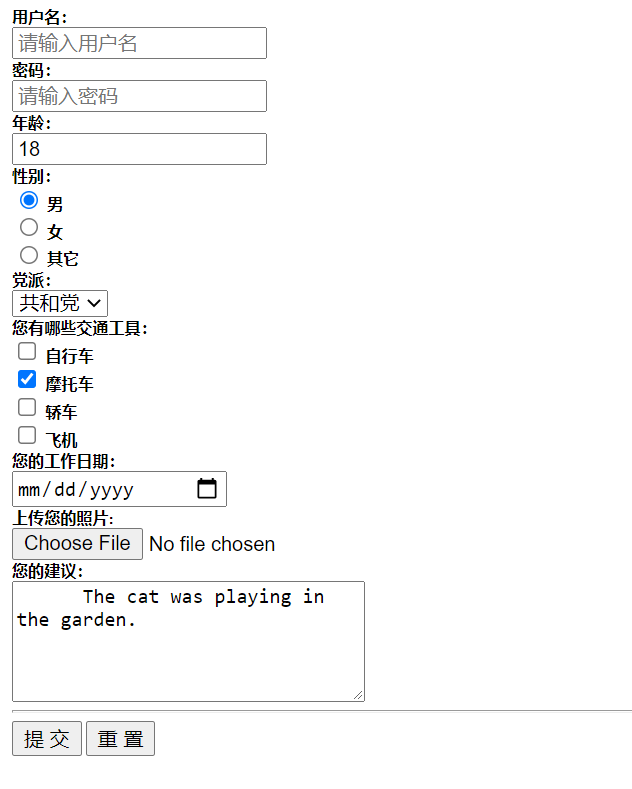 用户名：
请输入用户名
密码：
请输入密码
年龄：
18
性别：
男
女
其它
党派：
共和党
您有哪些交通工具：
自行车
摩托车
轿车
飞机
您的工作日期：
mm/dd/yyyy
上传您的照片:
Choose File No file chosen
您的建议：
The cat was playing in
the garden.
提 交 重 置